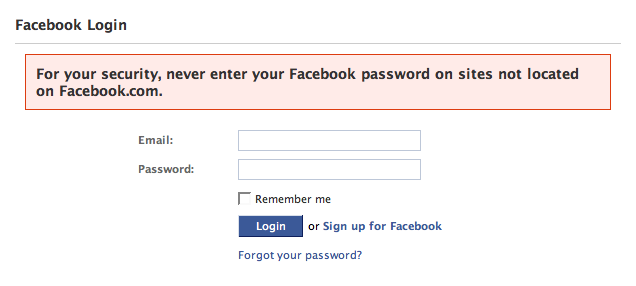 Facebook Login
For your security, never enter your Facebook password on sites not located
on Facebook.com.
Email:
Password:
Remember me
Login or Sign up for Facebook
Forgot your password?